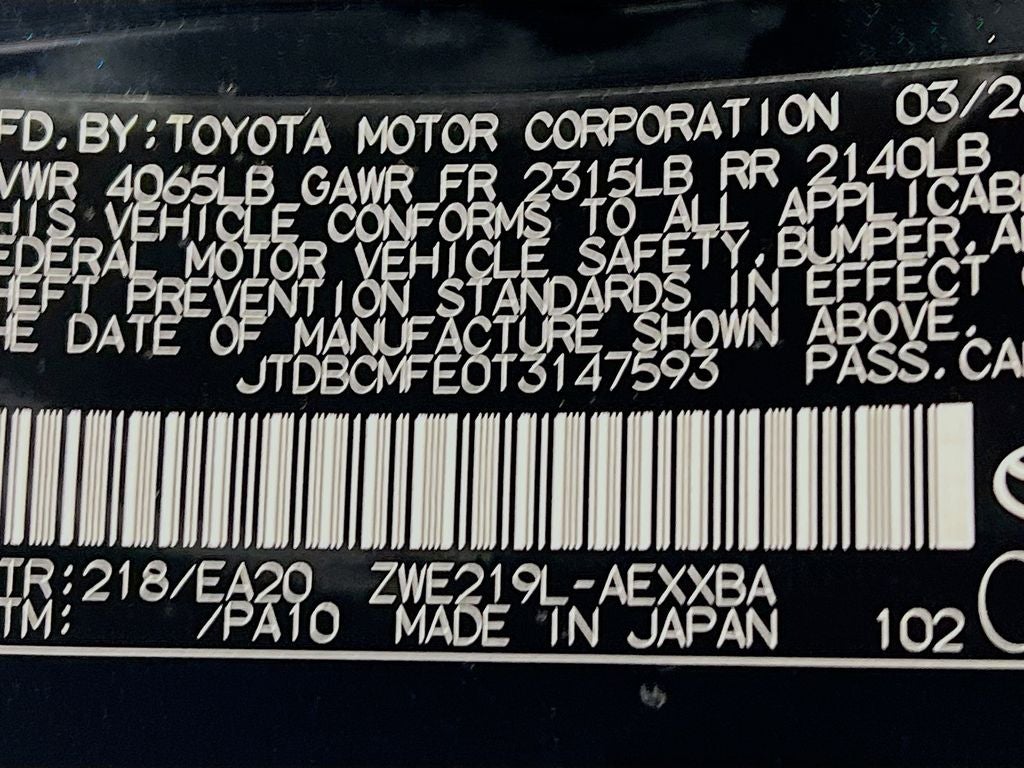 FD. BY: TOYOTA MOTOR CORPORATION 03/2
VWR 4065LB GAWR FR 2315LB RR 2140LB
HIS VEHICLE CONFORMS TO ALL APPLICAB
EDERAL MOTOR VEHICLE SAFETY, BUMPER, A
HEFT PREVENTION STANDARDS IN EFFECT
HE DATE OF MANUFACTURE SHOWN ABOVE.
JTDBCMFE0T3147593 PASS. CA
TR: 218/EA20 ZWE219L-AEXXBA
TM: /PA10 MADE IN JAPAN 102